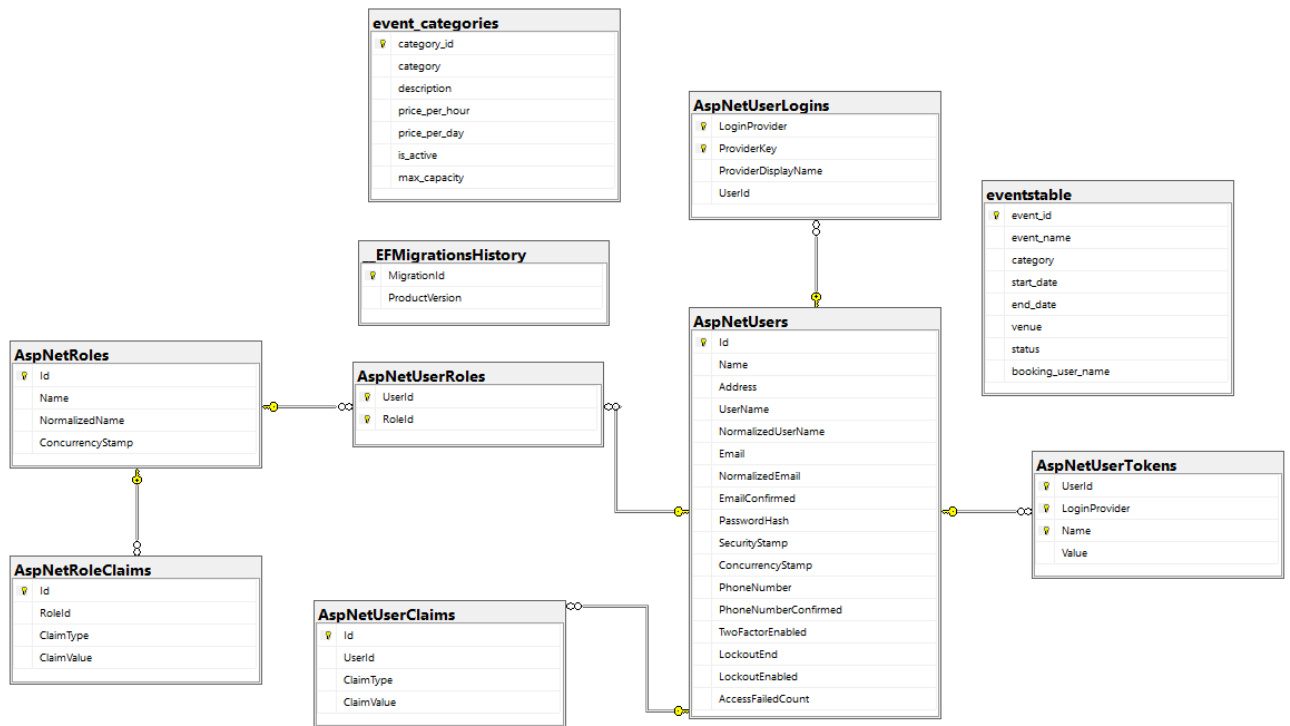 event_categories
category_id
category
description
price_per_hour
price_per_day
is_active
max_capacity
AspNetUserLogins
LoginProvider
ProviderKey
ProviderDisplayName
UserId
eventstable
event_id
event_name
category
start_date
end_date
venue
status
booking_user_name
__EFMigrationsHistory
MigrationId
ProductVersion
AspNetRoles
Id
Name
NormalizedName
ConcurrencyStamp
AspNetUserRoles
UserId
RoleId
AspNetUsers
Id
Name
Address
UserName
NormalizedUserName
Email
NormalizedEmail
EmailConfirmed
PasswordHash
SecurityStamp
ConcurrencyStamp
PhoneNumber
PhoneNumberConfirmed
TwoFactorEnabled
LockoutEnd
LockoutEnabled
AccessFailedCount
AspNetUserTokens
UserId
LoginProvider
Name
Value
AspNetRoleClaims
Id
RoleId
ClaimType
ClaimValue
AspNetUserClaims
Id
UserId
ClaimType
ClaimValue